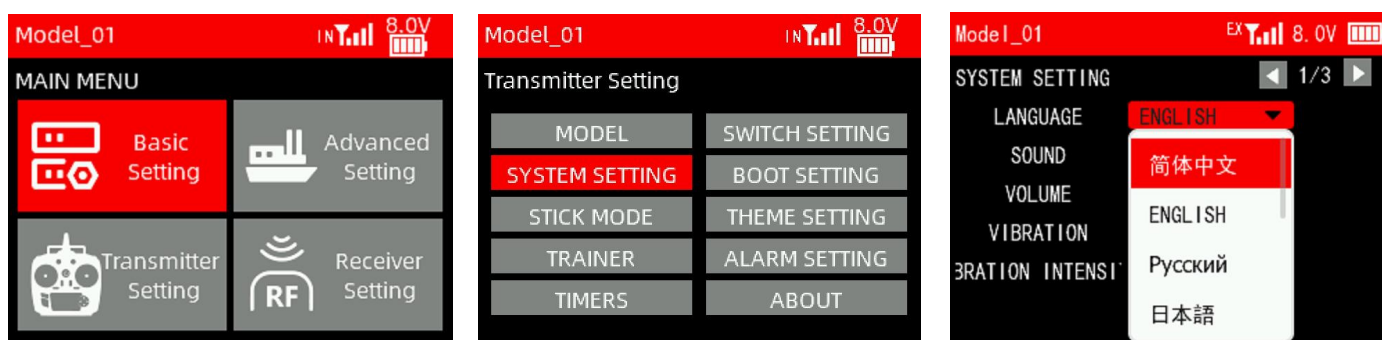 Model_01
IN 8.0V
MAIN MENU
Basic
Setting
Advanced
Setting
Transmitter
Setting
RF
Receiver
Setting
Model_01
IN 8.0V
Transmitter Setting
MODEL
SWITCH SETTING
SYSTEM SETTING
BOOT SETTING
STICK MODE
THEME SETTING
TRAINER
ALARM SETTING
TIMERS
ABOUT
Model_01
EX 8.0V
SYSTEM SETTING
1/3
LANGUAGE
ENGLISH
SOUND
简体中文
VOLUME
ENGLISH
VIBRATION
Русский
BRATION INTENSI
日本語